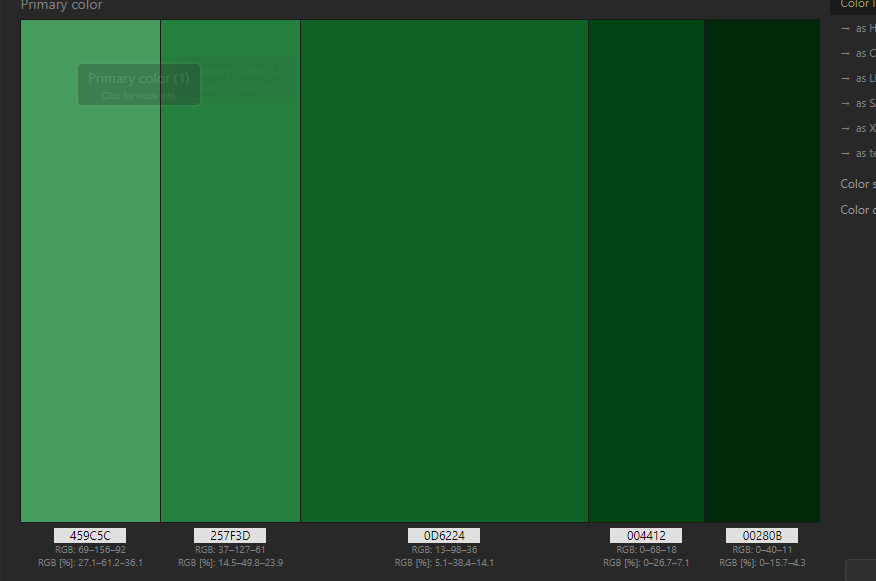 Primary color
Color
→ as
→ as
→ as
→ as
→ as X
→ as
Color
Color
Primary color (1)
Click for more info
Primary color (2)
459C5C
RGB: 69–156–92
RGB [%]: 27.1–61.2–36.1
257F3D
RGB: 37–127–61
RGB [%]: 14.5–49.8–23.9
0D6224
RGB: 13–98–36
RGB [%]: 5.1–38.4–14.1
004412
RGB: 0–68–18
RGB [%]: 0–26.7–7.1
00280B
RGB: 0–40–11
RGB [%]: 0–15.7–4.3